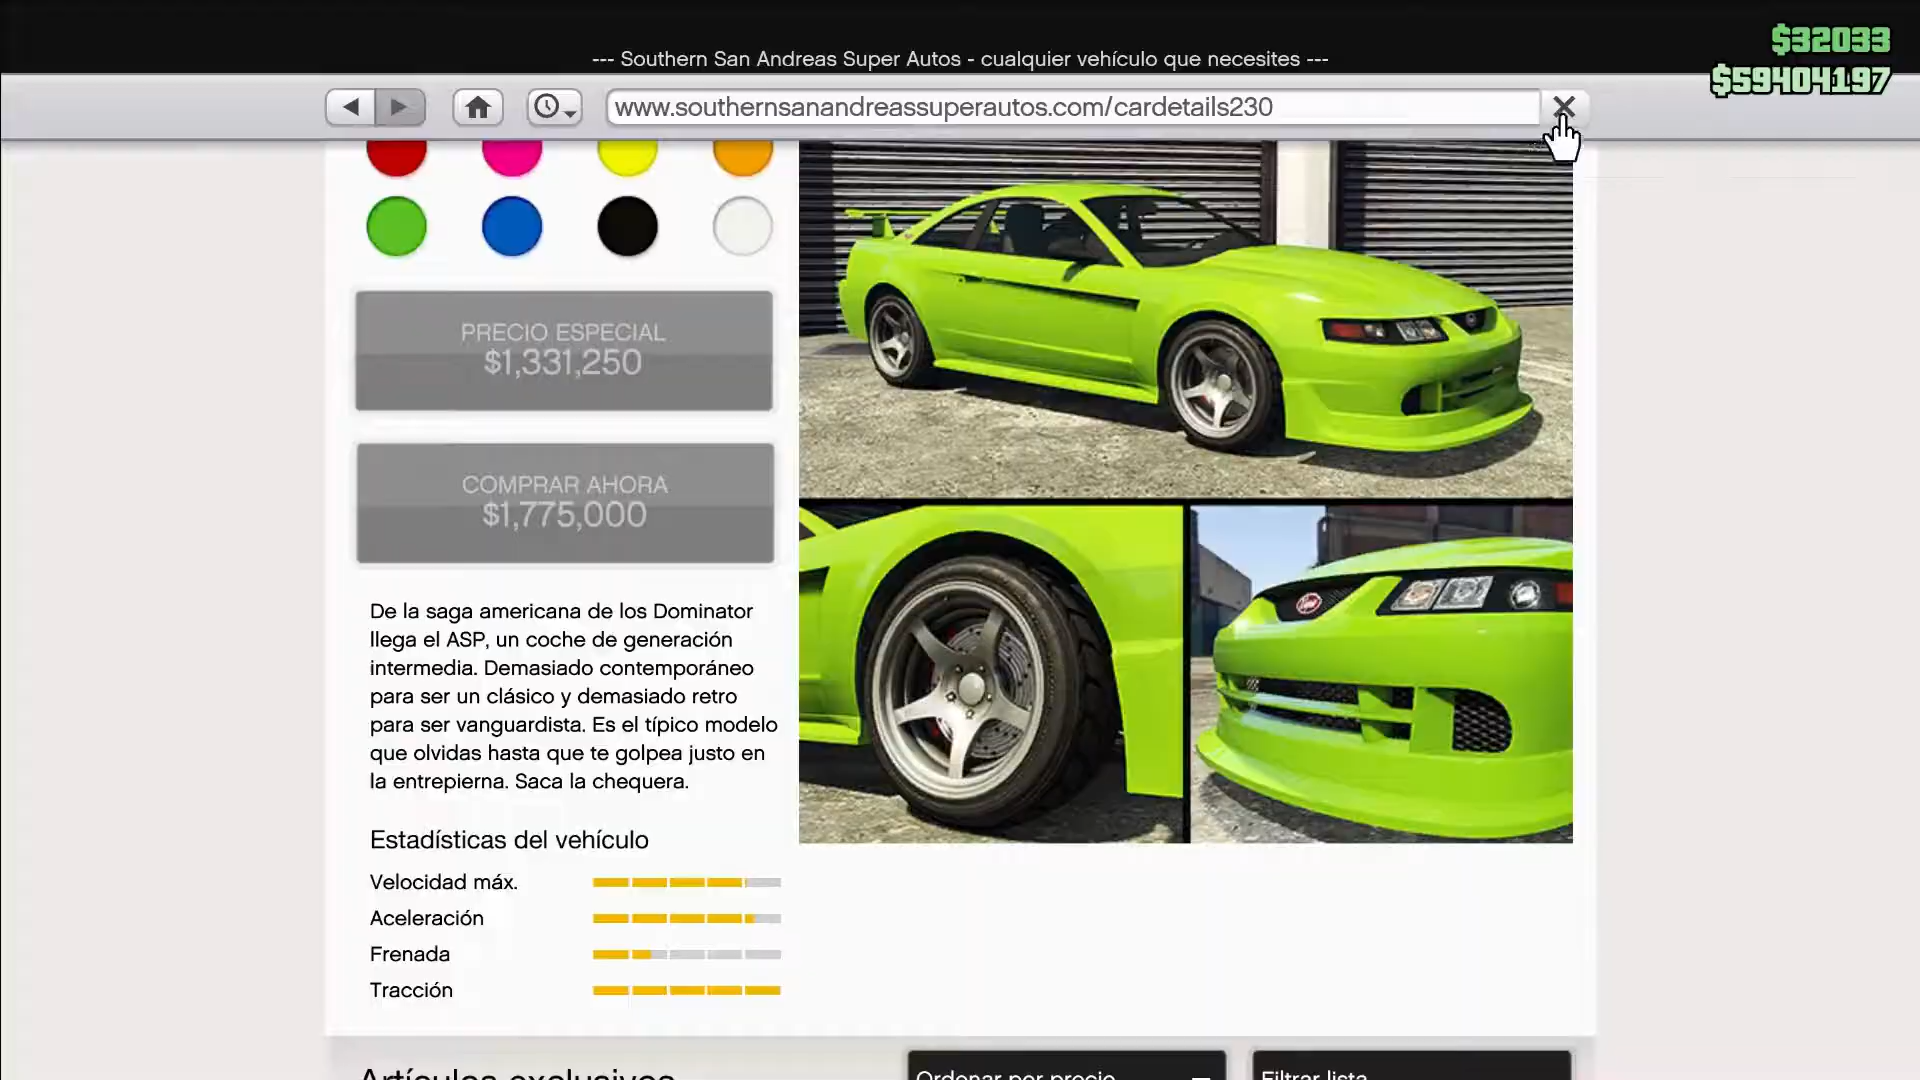 $32033
--- Southern San Andreas Super Autos - cualquier vehículo que necesites ---
$59404197
www.southernsanandreassuperautos.com/cardetails230
PRECIO ESPECIAL
$1,331,250
COMPRAR AHORA
$1,775,000
De la saga americana de los Dominator
llega el ASP, un coche de generación
intermedia. Demasiado contemporáneo
para ser un clásico y demasiado retro
para ser vanguardista. Es el típico modelo
que olvidas hasta que te golpea justo en
la entrepierna. Saca la chequera.
Estadísticas del vehículo
Velocidad máx.
Aceleración
Frenada
Tracción
Artículos exclusivos
Ordenar por precio
Filtrar lista